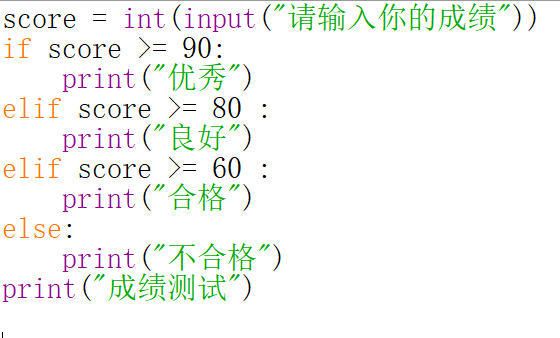 score = int(input("请输入你的成绩"))
if score >= 90:
    print("优秀")
elif score >= 80 :
    print("良好")
elif score >= 60 :
    print("合格")
else:
    print("不合格")
print("成绩测试")